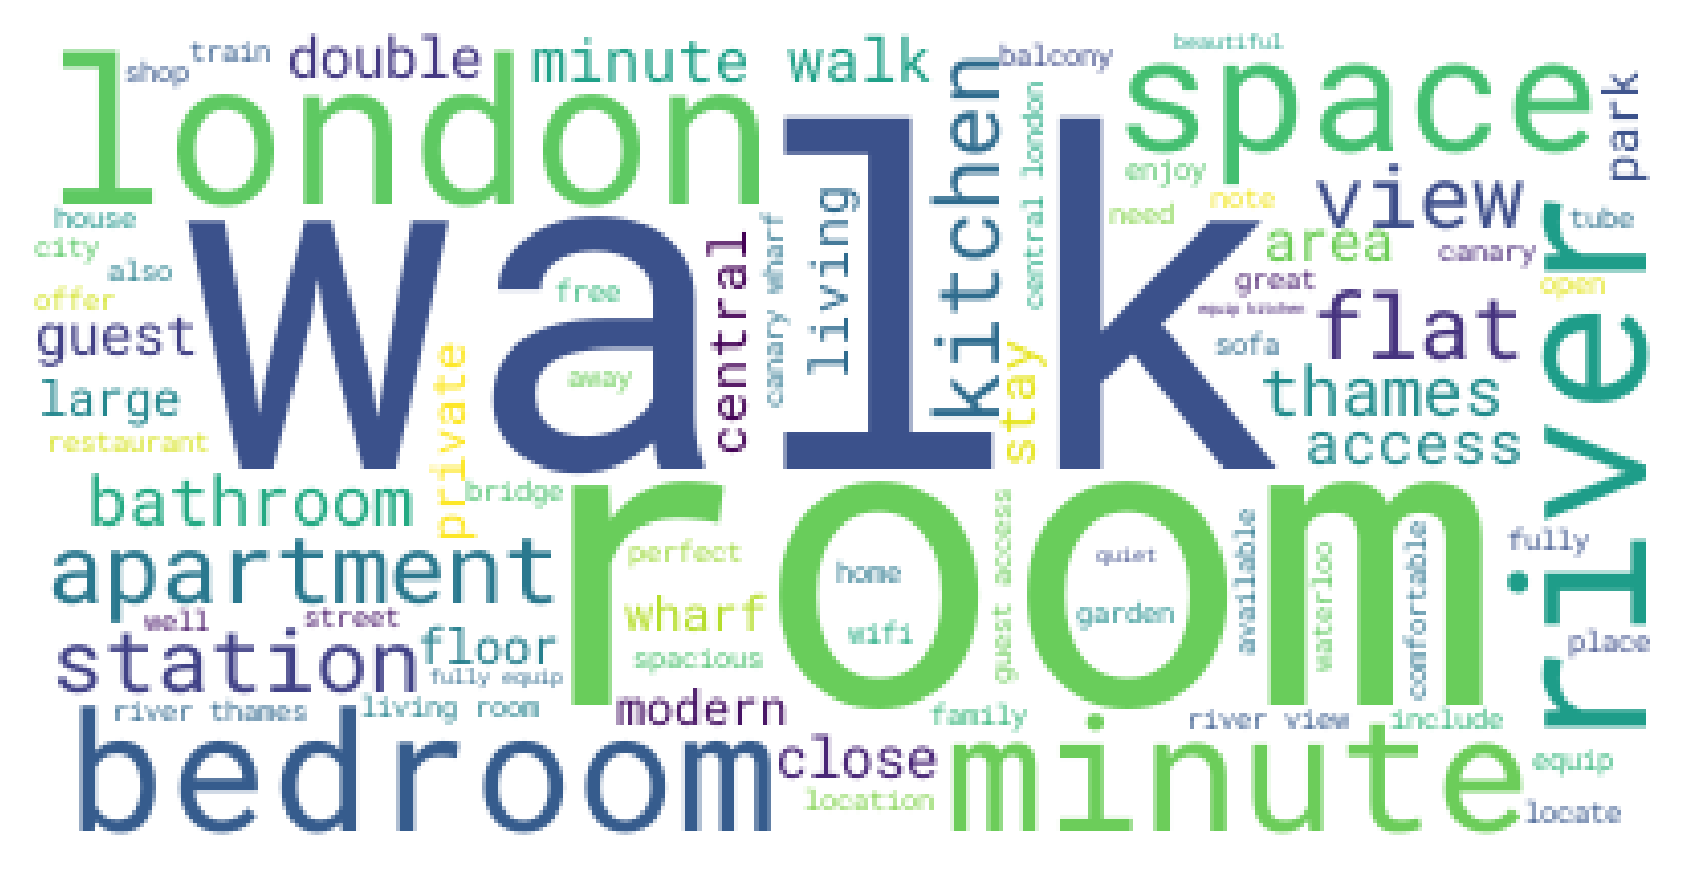 beautiful
train
shop
double
minute walk
balcony
london
space
park
kitchen
central london
enjoy
need
note
view
house
city
also
offer
guest
large
restaurant
walk
free
away
private
central
canary wharf
living
stay
area
great
equip kitchen
sofa
canary
open
tube
flat
thames
access
river
bathroom
bridge
apartment
well
street
station
floor
fully equip
room
perfect
wharf
spacious
home
wifi
guest access
quiet
garden
available
waterloo
comfortable
fully
place
river thames
living room
modern
family
river view
include
bedroom
close
location
minute
equip
locate